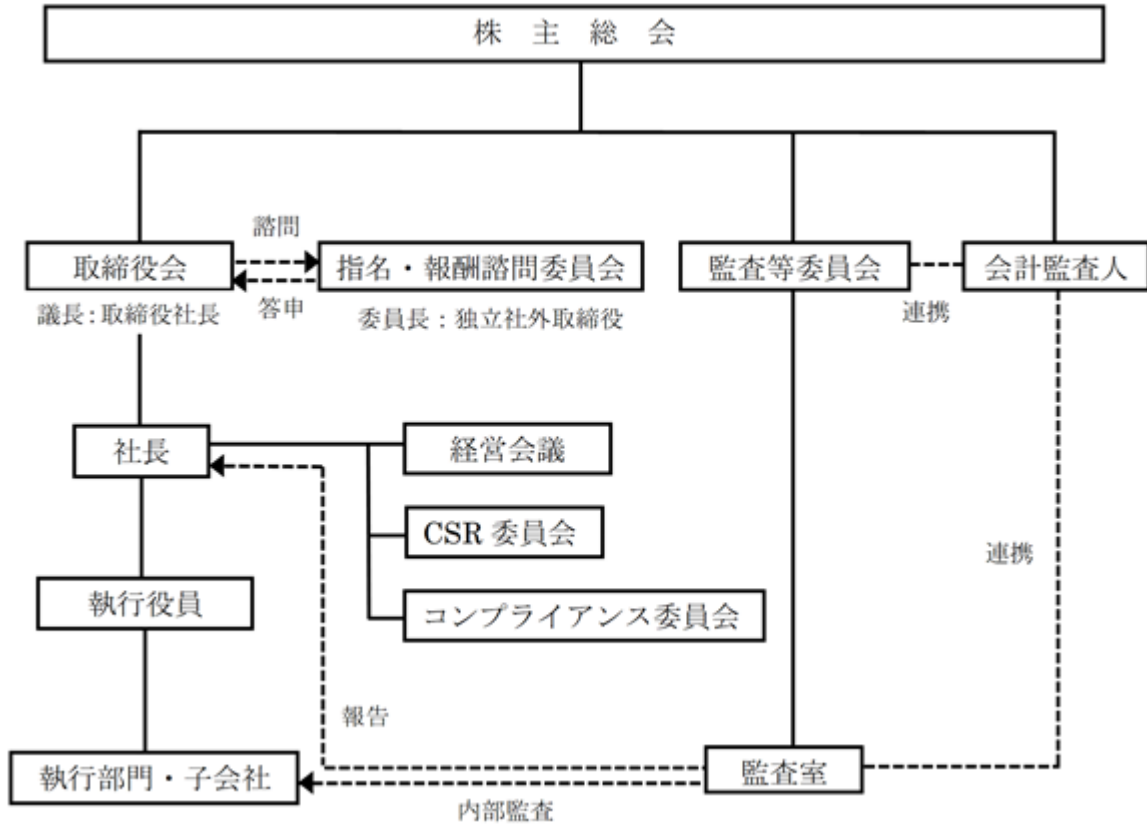 株 主 総 会
諮問
取締役会
指名・報酬諮問委員会
監査等委員会
会計監査人
議長：取締役社長
答申
委員長：独立社外取締役
連携
社長
経営会議
CSR 委員会
連携
執行役員
コンプライアンス委員会
報告
執行部門・子会社
監査室
内部監査